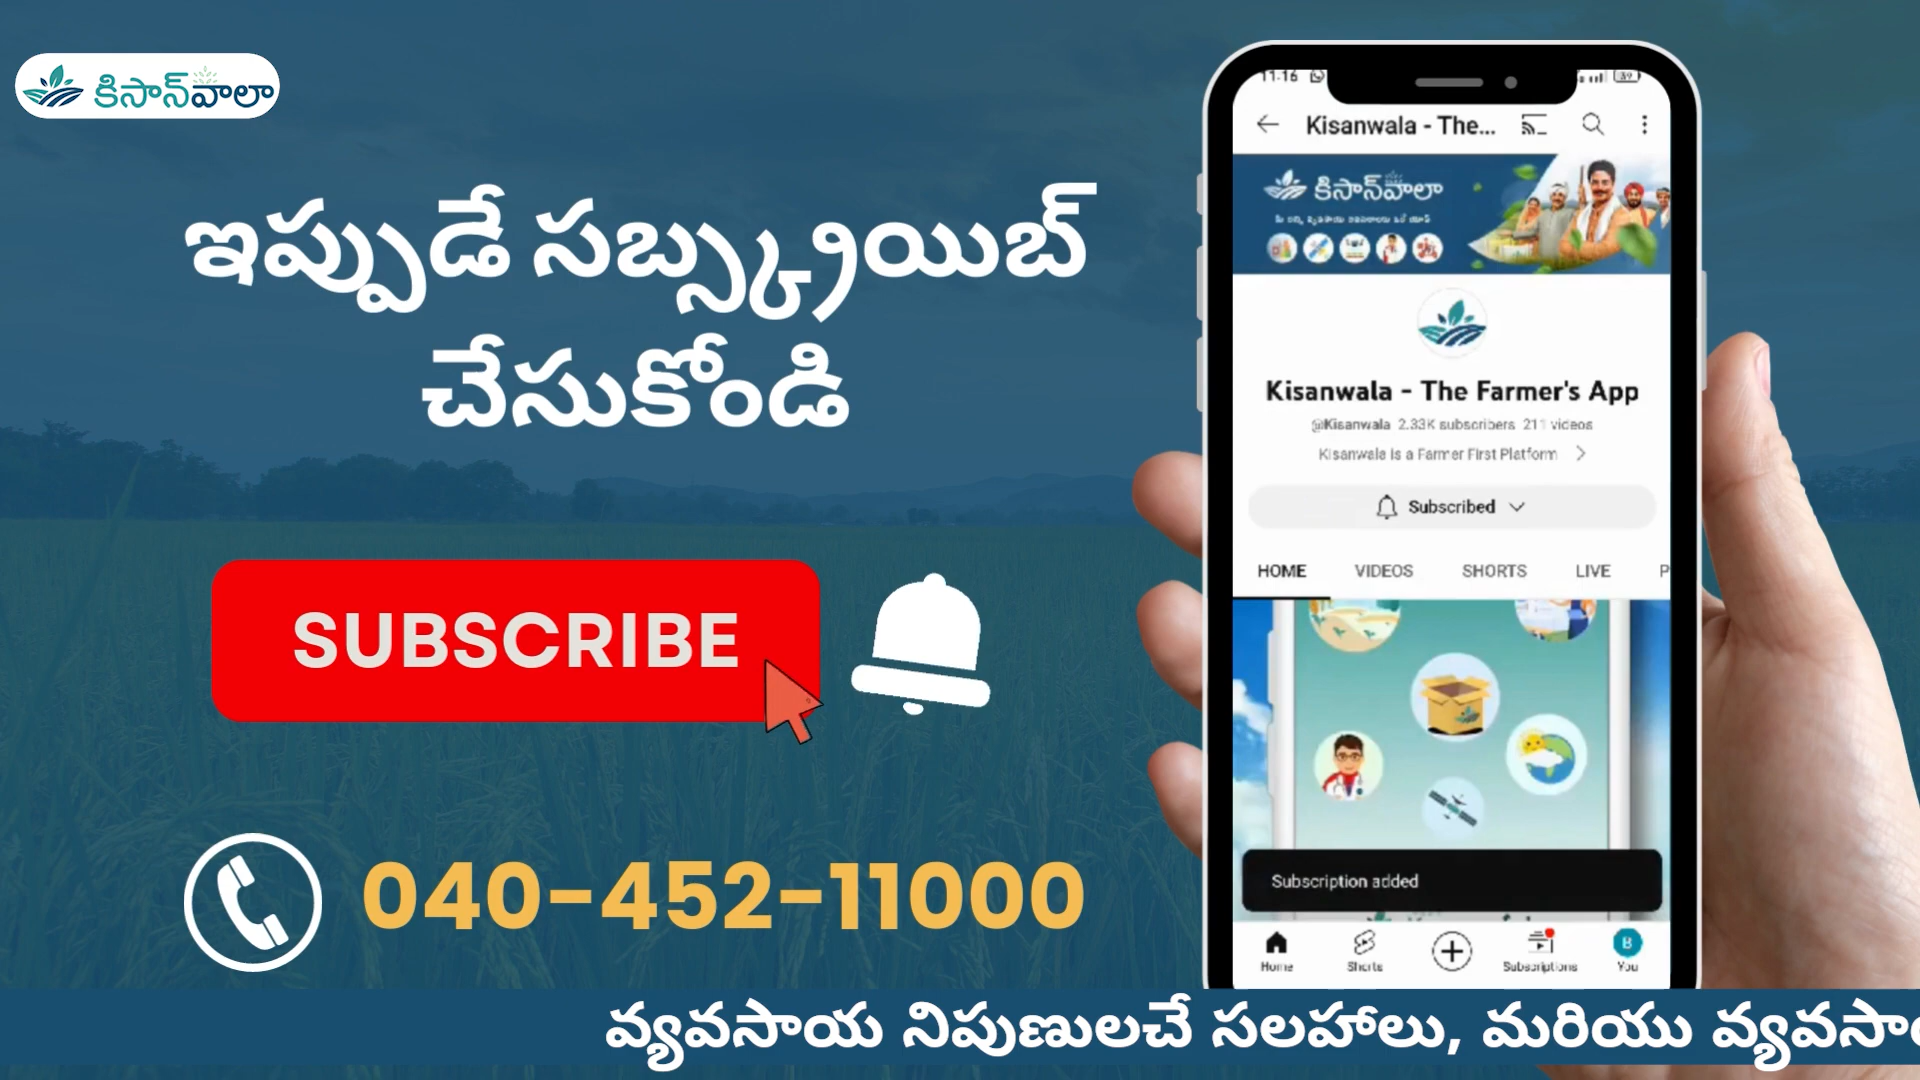 కిసాన్‌వాలా
ఇప్పుడే సబ్స్క్రయిబ్
చేసుకోండి
SUBSCRIBE
040-452-11000
11:16
Kisanwala - The...
కిసాన్‌వాలా
Kisanwala - The Farmer's App
@Kisanwala 2.33K subscribers 211 videos
Kisanwala is a Farmer First Platform
Subscribed
HOME VIDEOS SHORTS LIVE P
Subscription added
Home Shorts Subscriptions You
B
వ్యవసాయ నిపుణులచే సలహాలు, మరియు